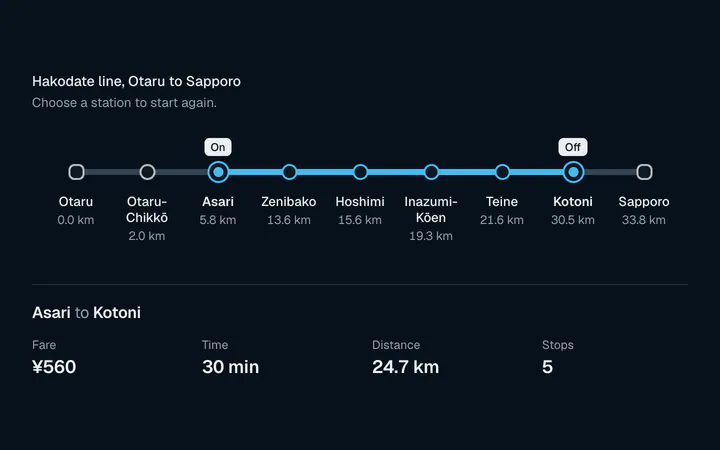 Hakodate line, Otaru to Sapporo
Choose a station to start again.
On
Off
Otaru
0.0 km
Otaru-
Chikkō
2.0 km
Asari
5.8 km
Zenibako
13.6 km
Hoshimi
15.6 km
Inazumi-
Kōen
19.3 km
Teine
21.6 km
Kotoni
30.5 km
Sapporo
33.8 km
Asari to Kotoni
Fare
¥560
Time
30 min
Distance
24.7 km
Stops
5